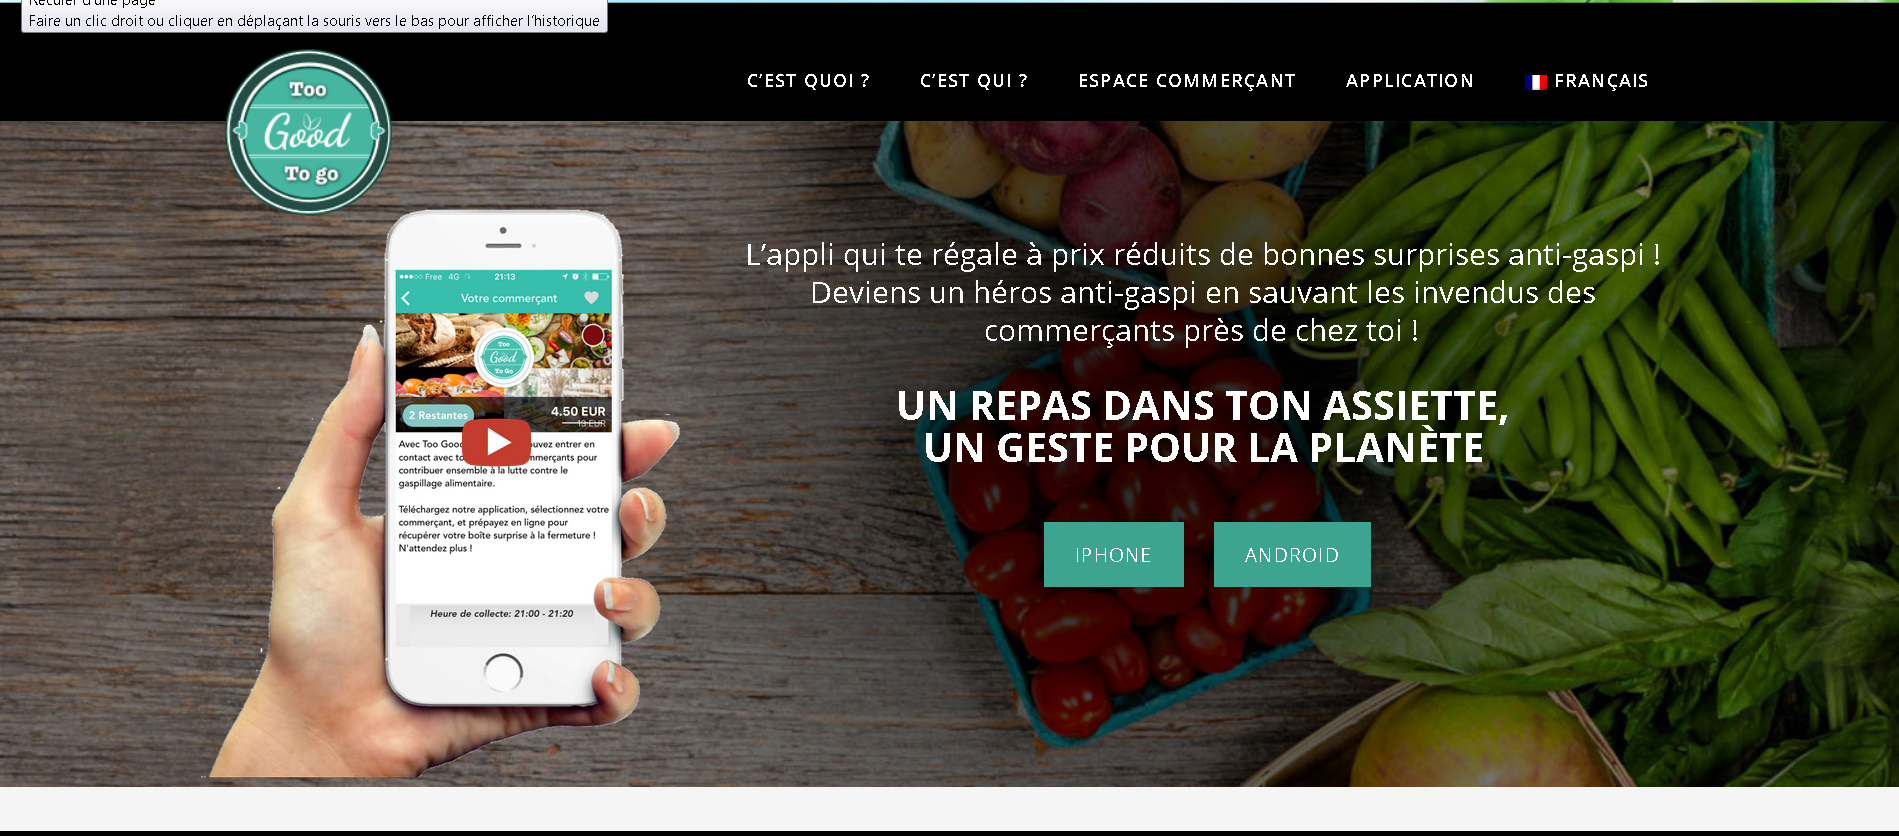 Reculer d'une page
Faire un clic droit ou cliquer en déplaçant la souris vers le bas pour afficher l'historique
Too
Good
To go
C'EST QUOI ?
C'EST QUI ?
ESPACE COMMERÇANT
APPLICATION
FRANÇAIS
L'appli qui te régale à prix réduits de bonnes surprises anti-gaspi !
Deviens un héros anti-gaspi en sauvant les invendus des
commerçants près de chez toi !
UN REPAS DANS TON ASSIETTE,
UN GESTE POUR LA PLANÈTE
IPHONE
ANDROID
Free 4G
21:13
Votre commerçant
Too
Good
To Go
2 Restantes
4.50 EUR
13 EUR
Avec Too Good uvez entrer en
contact avec to mmerçants pour
contribuer ensemble à la lutte contre le
gaspillage alimentaire.
Téléchargez notre application, sélectionnez votre
commerçant, et prépayez en ligne pour
récupérer votre boîte surprise à la fermeture !
N'attendez plus !
Heure de collecte: 21:00 - 21:20